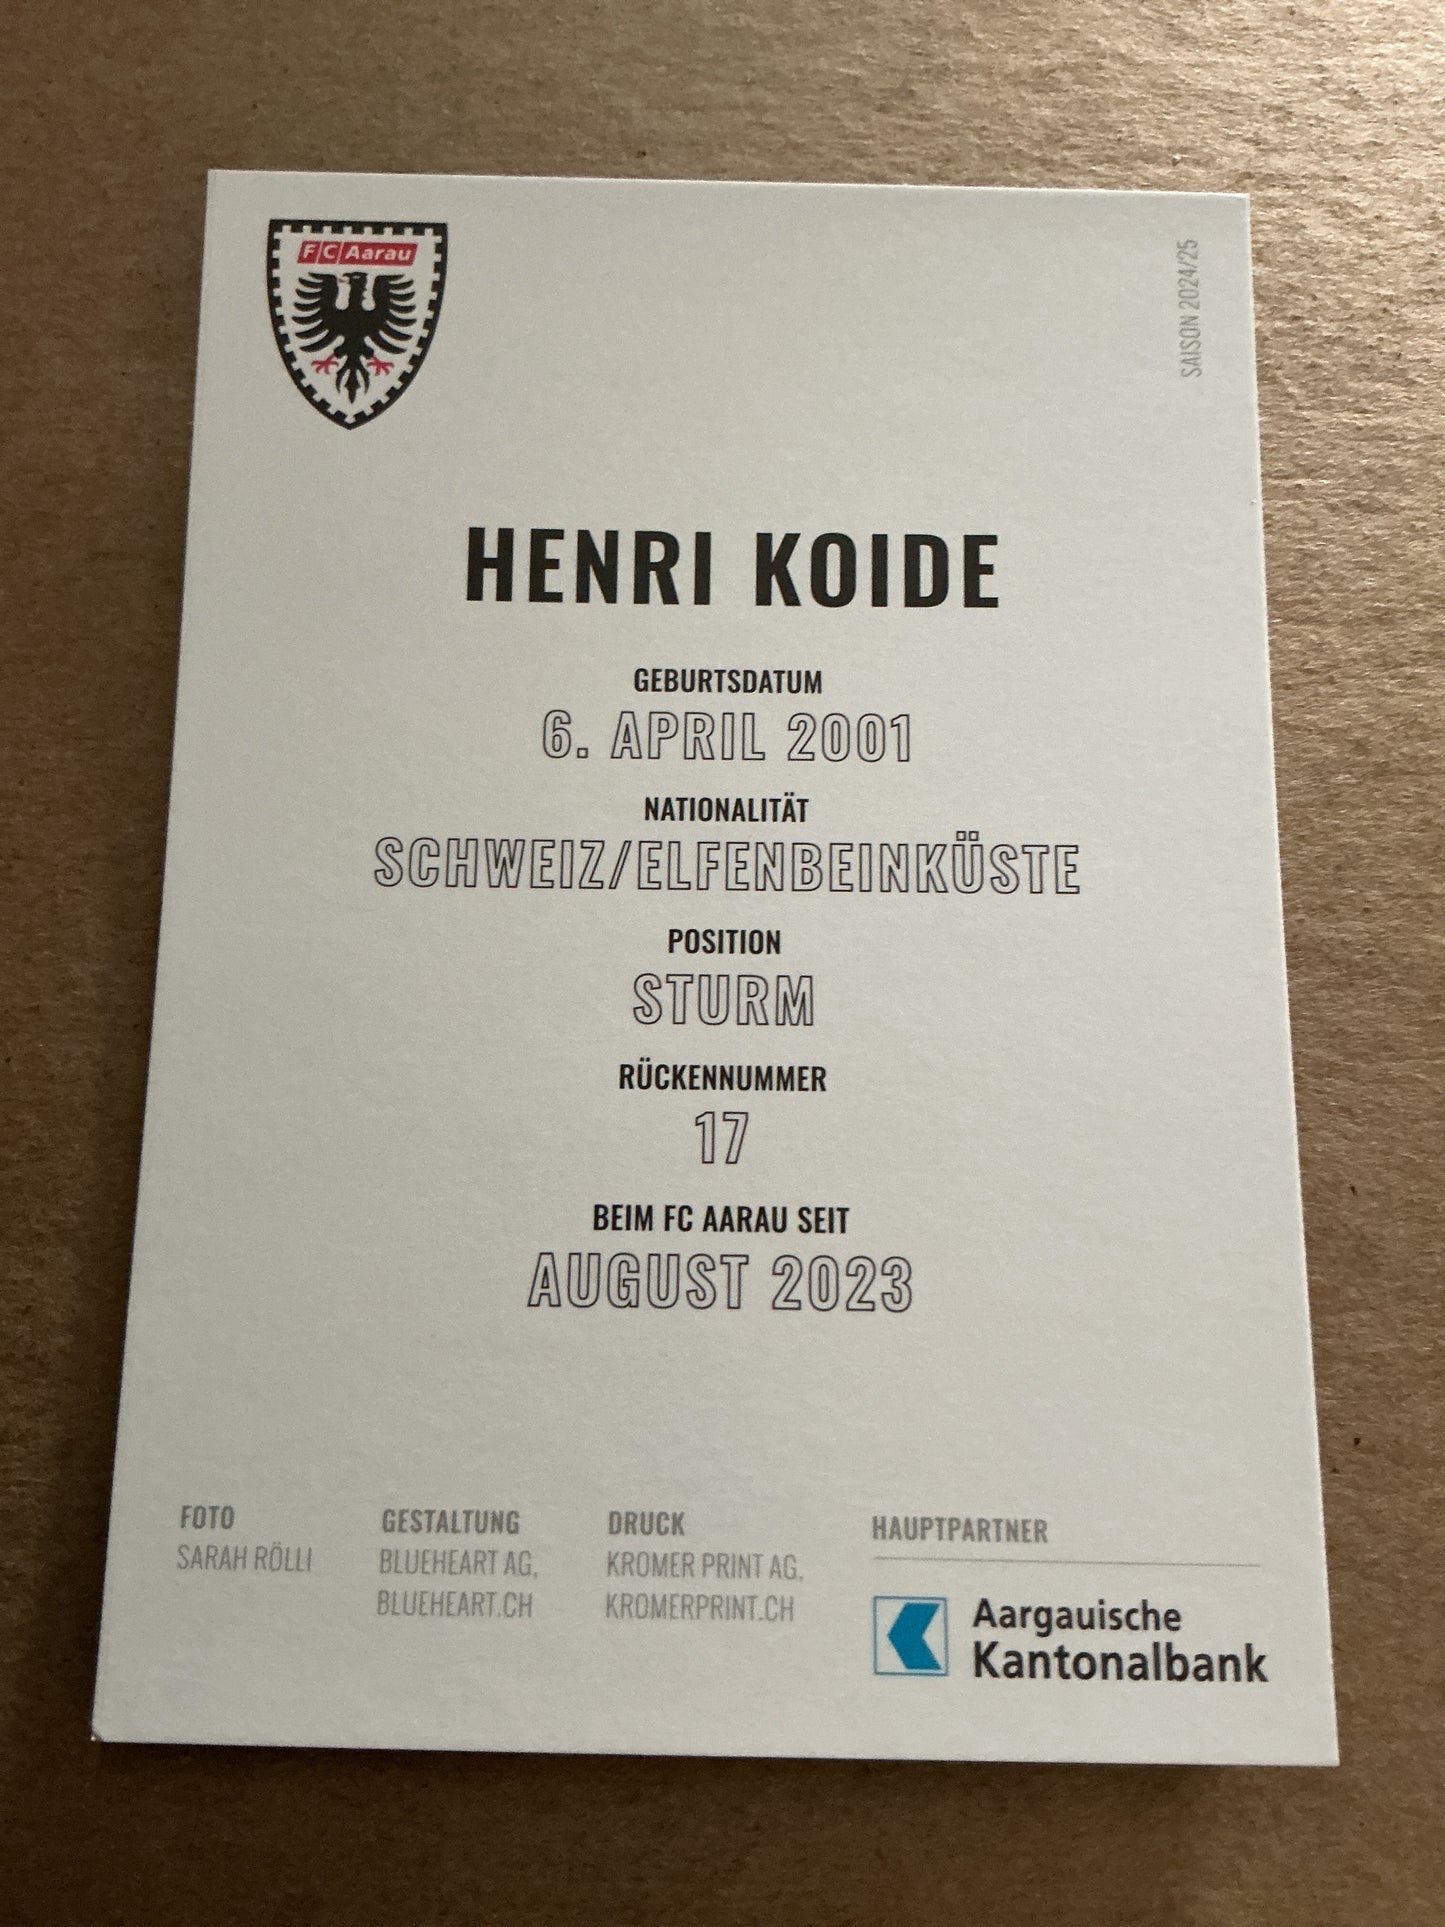 FC Aarau
SAISON 2024/25
HENRI KOIDE
GEBURTSDATUM
6. APRIL 2001
NATIONALITÄT
SCHWEIZ/ELFENBEINKÜSTE
POSITION
STURM
RÜCKENNUMMER
17
BEIM FC AARAU SEIT
AUGUST 2023
FOTO
SARAH RÖLLI
GESTALTUNG
BLUEHEART AG,
BLUEHEART.CH
DRUCK
KROMER PRINT AG,
KROMERPRINT.CH
HAUPTPARTNER
Aargauische
Kantonalbank